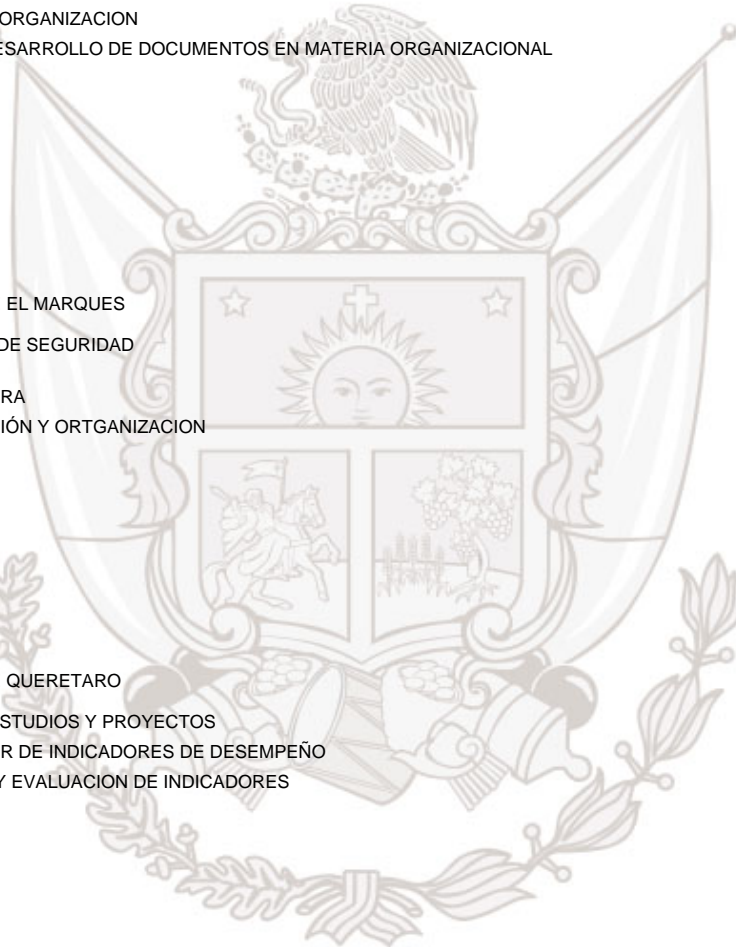 ORGANIZACION
ESARROLLO DE DOCUMENTOS EN MATERIA ORGANIZACIONAL
EL MARQUES
DE SEGURIDAD
RA
IÓN Y ORTGANIZACION
QUERETARO
STUDIOS Y PROYECTOS
R DE INDICADORES DE DESEMPEÑO
Y EVALUACION DE INDICADORES